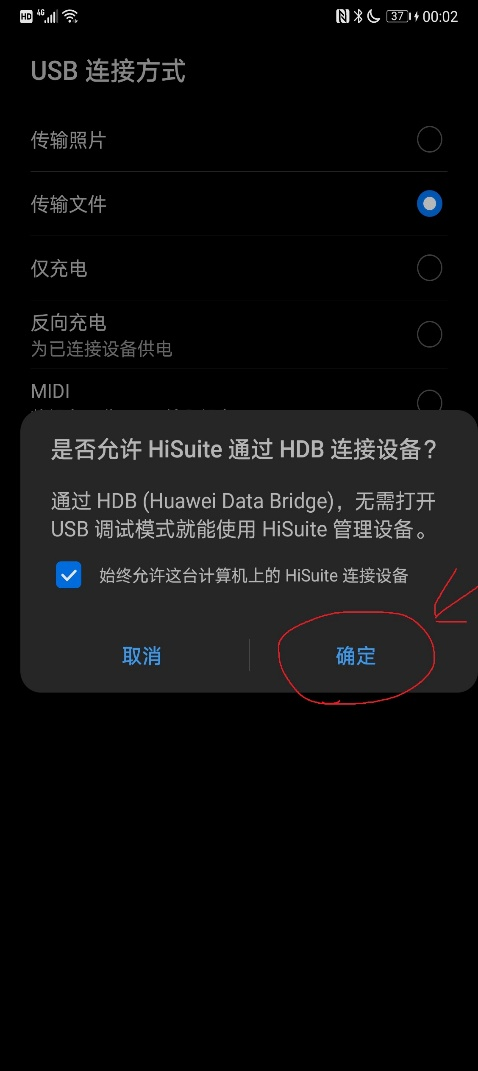 HD 4G 37 00:02
USB 连接方式
传输照片
传输文件
仅充电
反向充电
为已连接设备供电
MIDI
是否允许 HiSuite 通过 HDB 连接设备？
通过 HDB (Huawei Data Bridge)，无需打开
USB 调试模式就能使用 HiSuite 管理设备。
始终允许这台计算机上的 HiSuite 连接设备
取消 确定